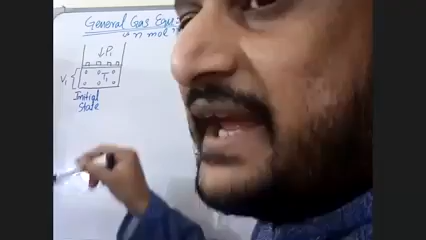 General Gas Equ
n mol
P₁
V₁
T₁
Initial
State